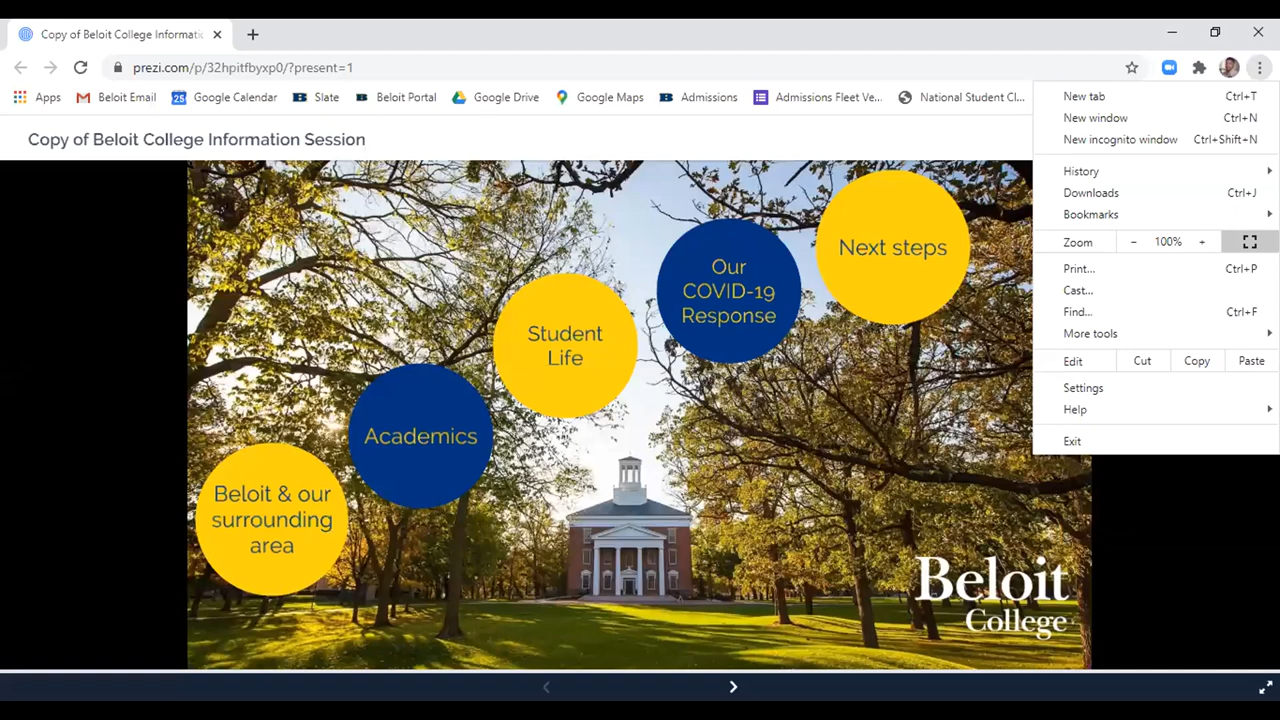 Copy of Beloit College Informati
prezi.com/p/32hpitfbyxp0/?present=1
Apps
Beloit Email
Google Calendar
Slate
Beloit Portal
Google Drive
Google Maps
Admissions
Admissions Fleet Ve...
National Student Cl...
New tab Ctrl+T
New window Ctrl+N
New incognito window Ctrl+Shift+N
History
Downloads Ctrl+J
Bookmarks
Zoom - 100% +
Print... Ctrl+P
Cast...
Find... Ctrl+F
More tools
Edit Cut Copy Paste
Settings
Help
Exit
Copy of Beloit College Information Session
Beloit & our
surrounding
area
Academics
Student
Life
Our
COVID-19
Response
Next steps
Beloit
College